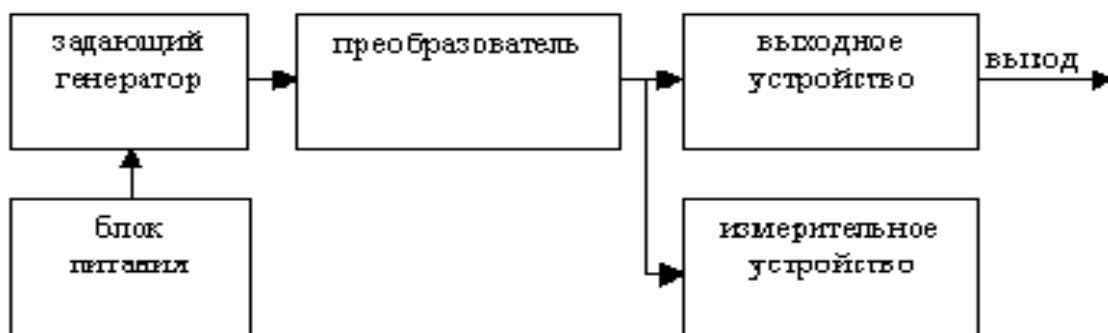 задающий
генератор
преобразователь
выходное
устройство
выход
блок
питания
измерительное
устройство